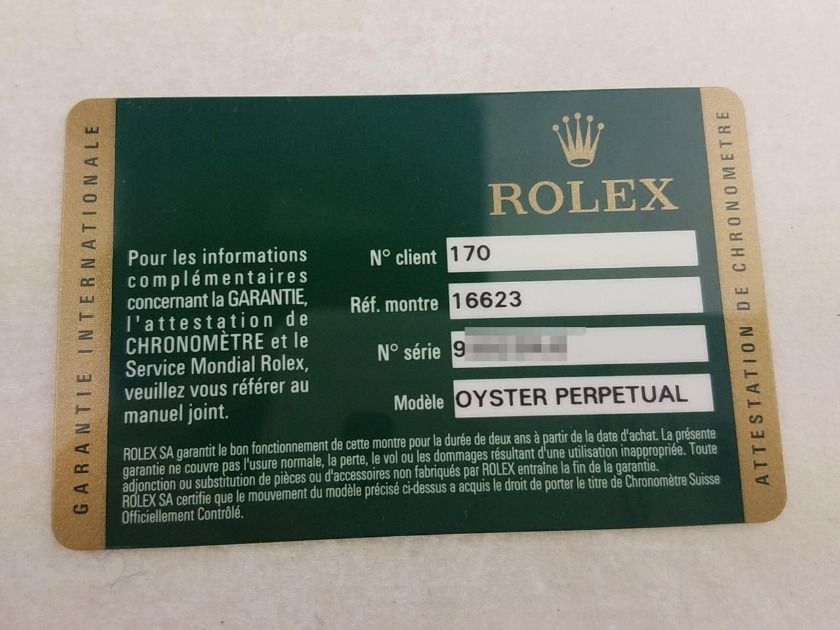 GARANTIE INTERNATIONALE
ROLEX
Pour les informations
complémentaires
concernant la GARANTIE,
l'attestation de
CHRONOMÈTRE et le
Service Mondial Rolex,
veuillez vous référer au
manuel joint.
N° client 170
Réf. montre 16623
N° série 9
Modèle OYSTER PERPETUAL
ROLEX SA garantit le bon fonctionnement de cette montre pour la durée de deux ans à partir de la date d'achat. La présente
garantie ne couvre pas l'usure normale, la perte, le vol ou les dommages résultant d'une utilisation inappropriée. Toute
adjonction ou substitution de pièces ou d'accessoires non fabriqués par ROLEX entraîne la fin de la garantie.
ROLEX SA certifie que le mouvement du modèle précisé ci-dessus a acquis le droit de porter le titre de Chronomètre Suisse
Officiellement Contrôlé.
ATTESTATION DE CHRONOMETRE